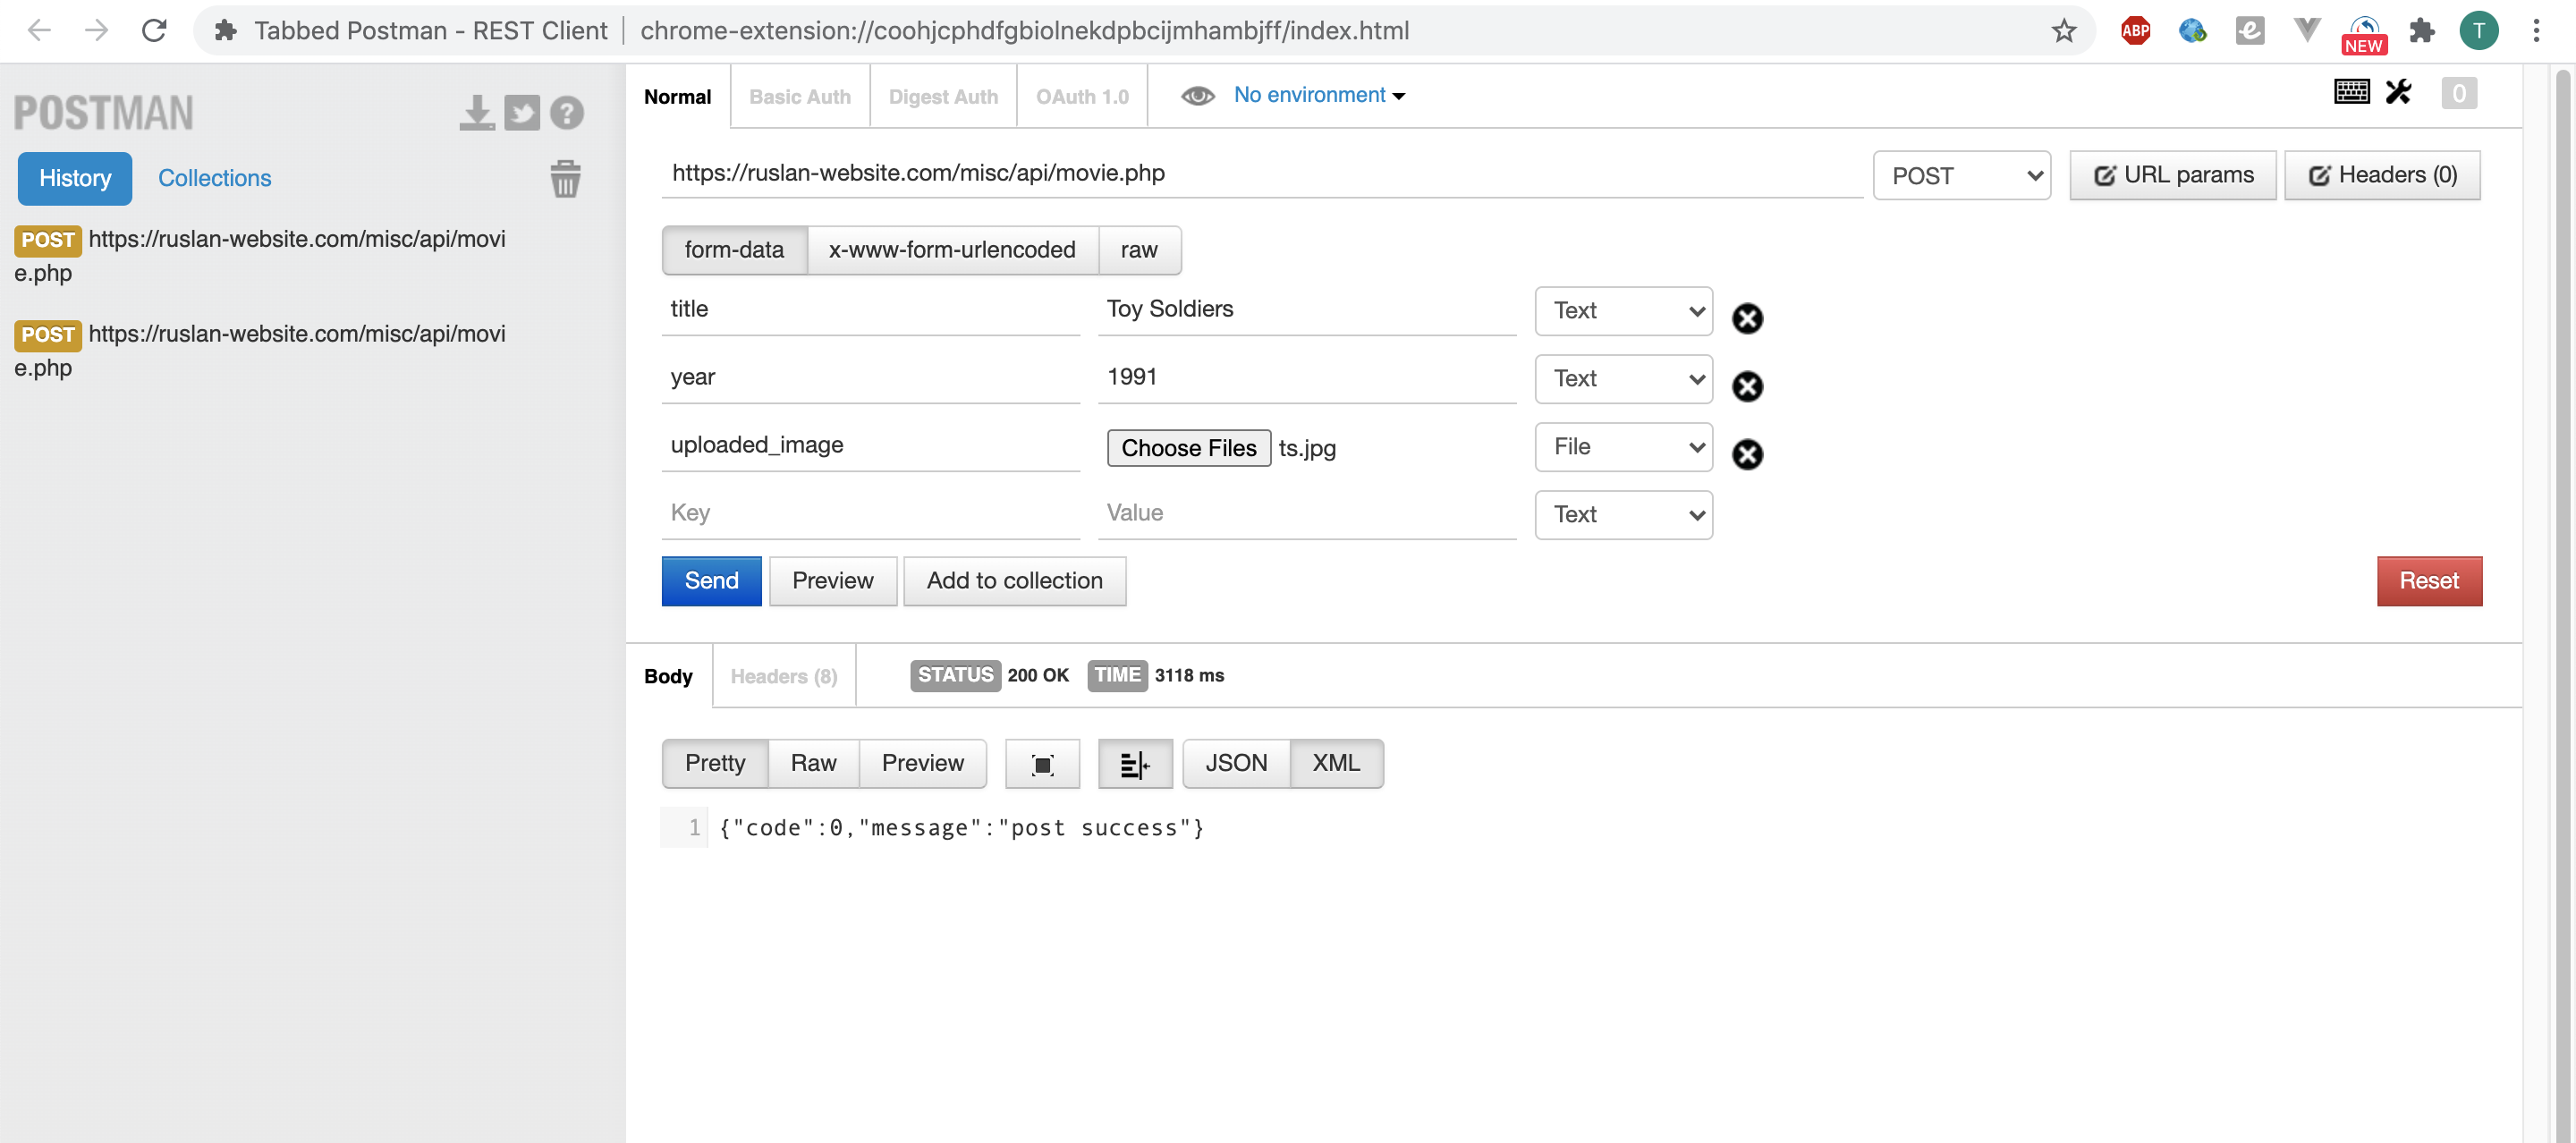 Tabbed Postman - REST Client | chrome-extension://coohjcphdfgbiolnekdpbcijmhambjff/index.html
ABP
NEW
T
POSTMAN
History
Collections
POST https://ruslan-website.com/misc/api/movi
e.php
POST https://ruslan-website.com/misc/api/movi
e.php
Normal
Basic Auth
Digest Auth
OAuth 1.0
No environment
0
https://ruslan-website.com/misc/api/movie.php
POST
URL params
Headers (0)
form-data
x-www-form-urlencoded
raw
title Toy Soldiers Text
year 1991 Text
uploaded_image Choose Files ts.jpg File
Key Value Text
Send
Preview
Add to collection
Reset
Body
Headers (8)
STATUS 200 OK TIME 3118 ms
Pretty
Raw
Preview
JSON
XML
1 {"code":0,"message":"post success"}